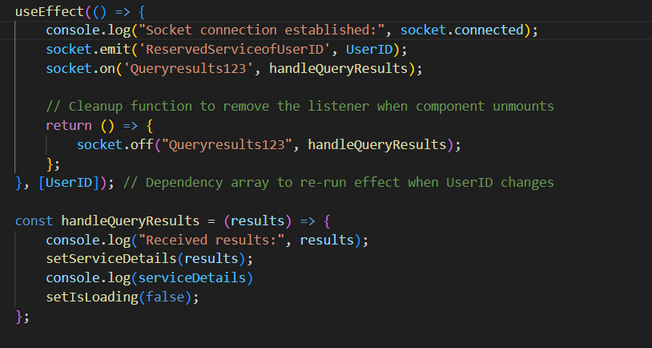 useEffect(() => {
    console.log("Socket connection established:", socket.connected);
    socket.emit('ReservedServiceofUserID', UserID);
    socket.on('Queryresults123', handleQueryResults);

    // Cleanup function to remove the listener when component unmounts
    return () => {
        socket.off("Queryresults123", handleQueryResults);
    };
}, [UserID]); // Dependency array to re-run effect when UserID changes

const handleQueryResults = (results) => {
    console.log("Received results:", results);
    setServiceDetails(results);
    console.log(serviceDetails)
    setIsLoading(false);
};